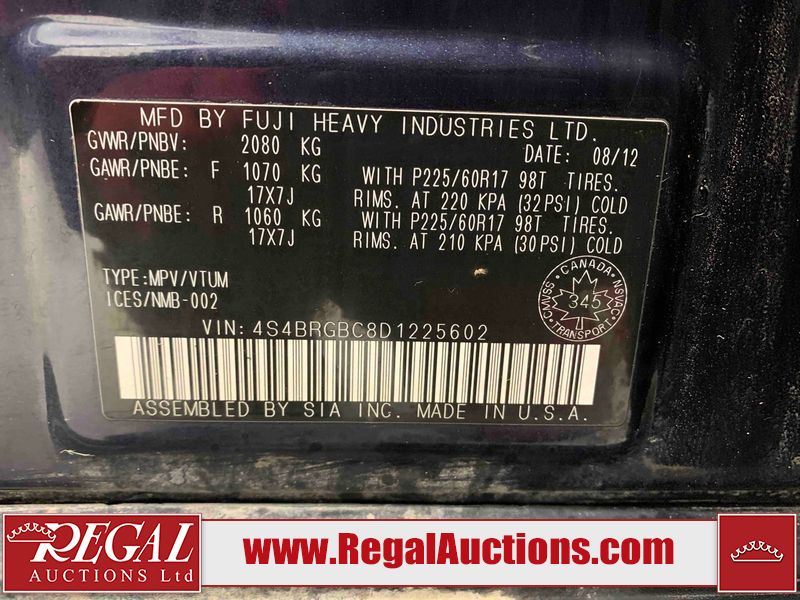 MFD BY FUJI HEAVY INDUSTRIES LTD.
GVWR/PNBV: 2080 KG DATE: 08/12
GAWR/PNBE: F 1070 KG WITH P225/60R17 98T TIRES.
17X7J RIMS. AT 220 KPA (32PSI) COLD
GAWR/PNBE: R 1060 KG WITH P225/60R17 98T TIRES.
17X7J RIMS. AT 210 KPA (30PSI) COLD
TYPE:MPV/VTUM
ICES/NMB-002
CANADA
CMVSS 345 NSVAC
TRANSPORT
VIN: 4S4BRGBC8D1225602
ASSEMBLED BY SIA INC. MADE IN U.S.A.
REGAL
AUCTIONS Ltd
www.RegalAuctions.com